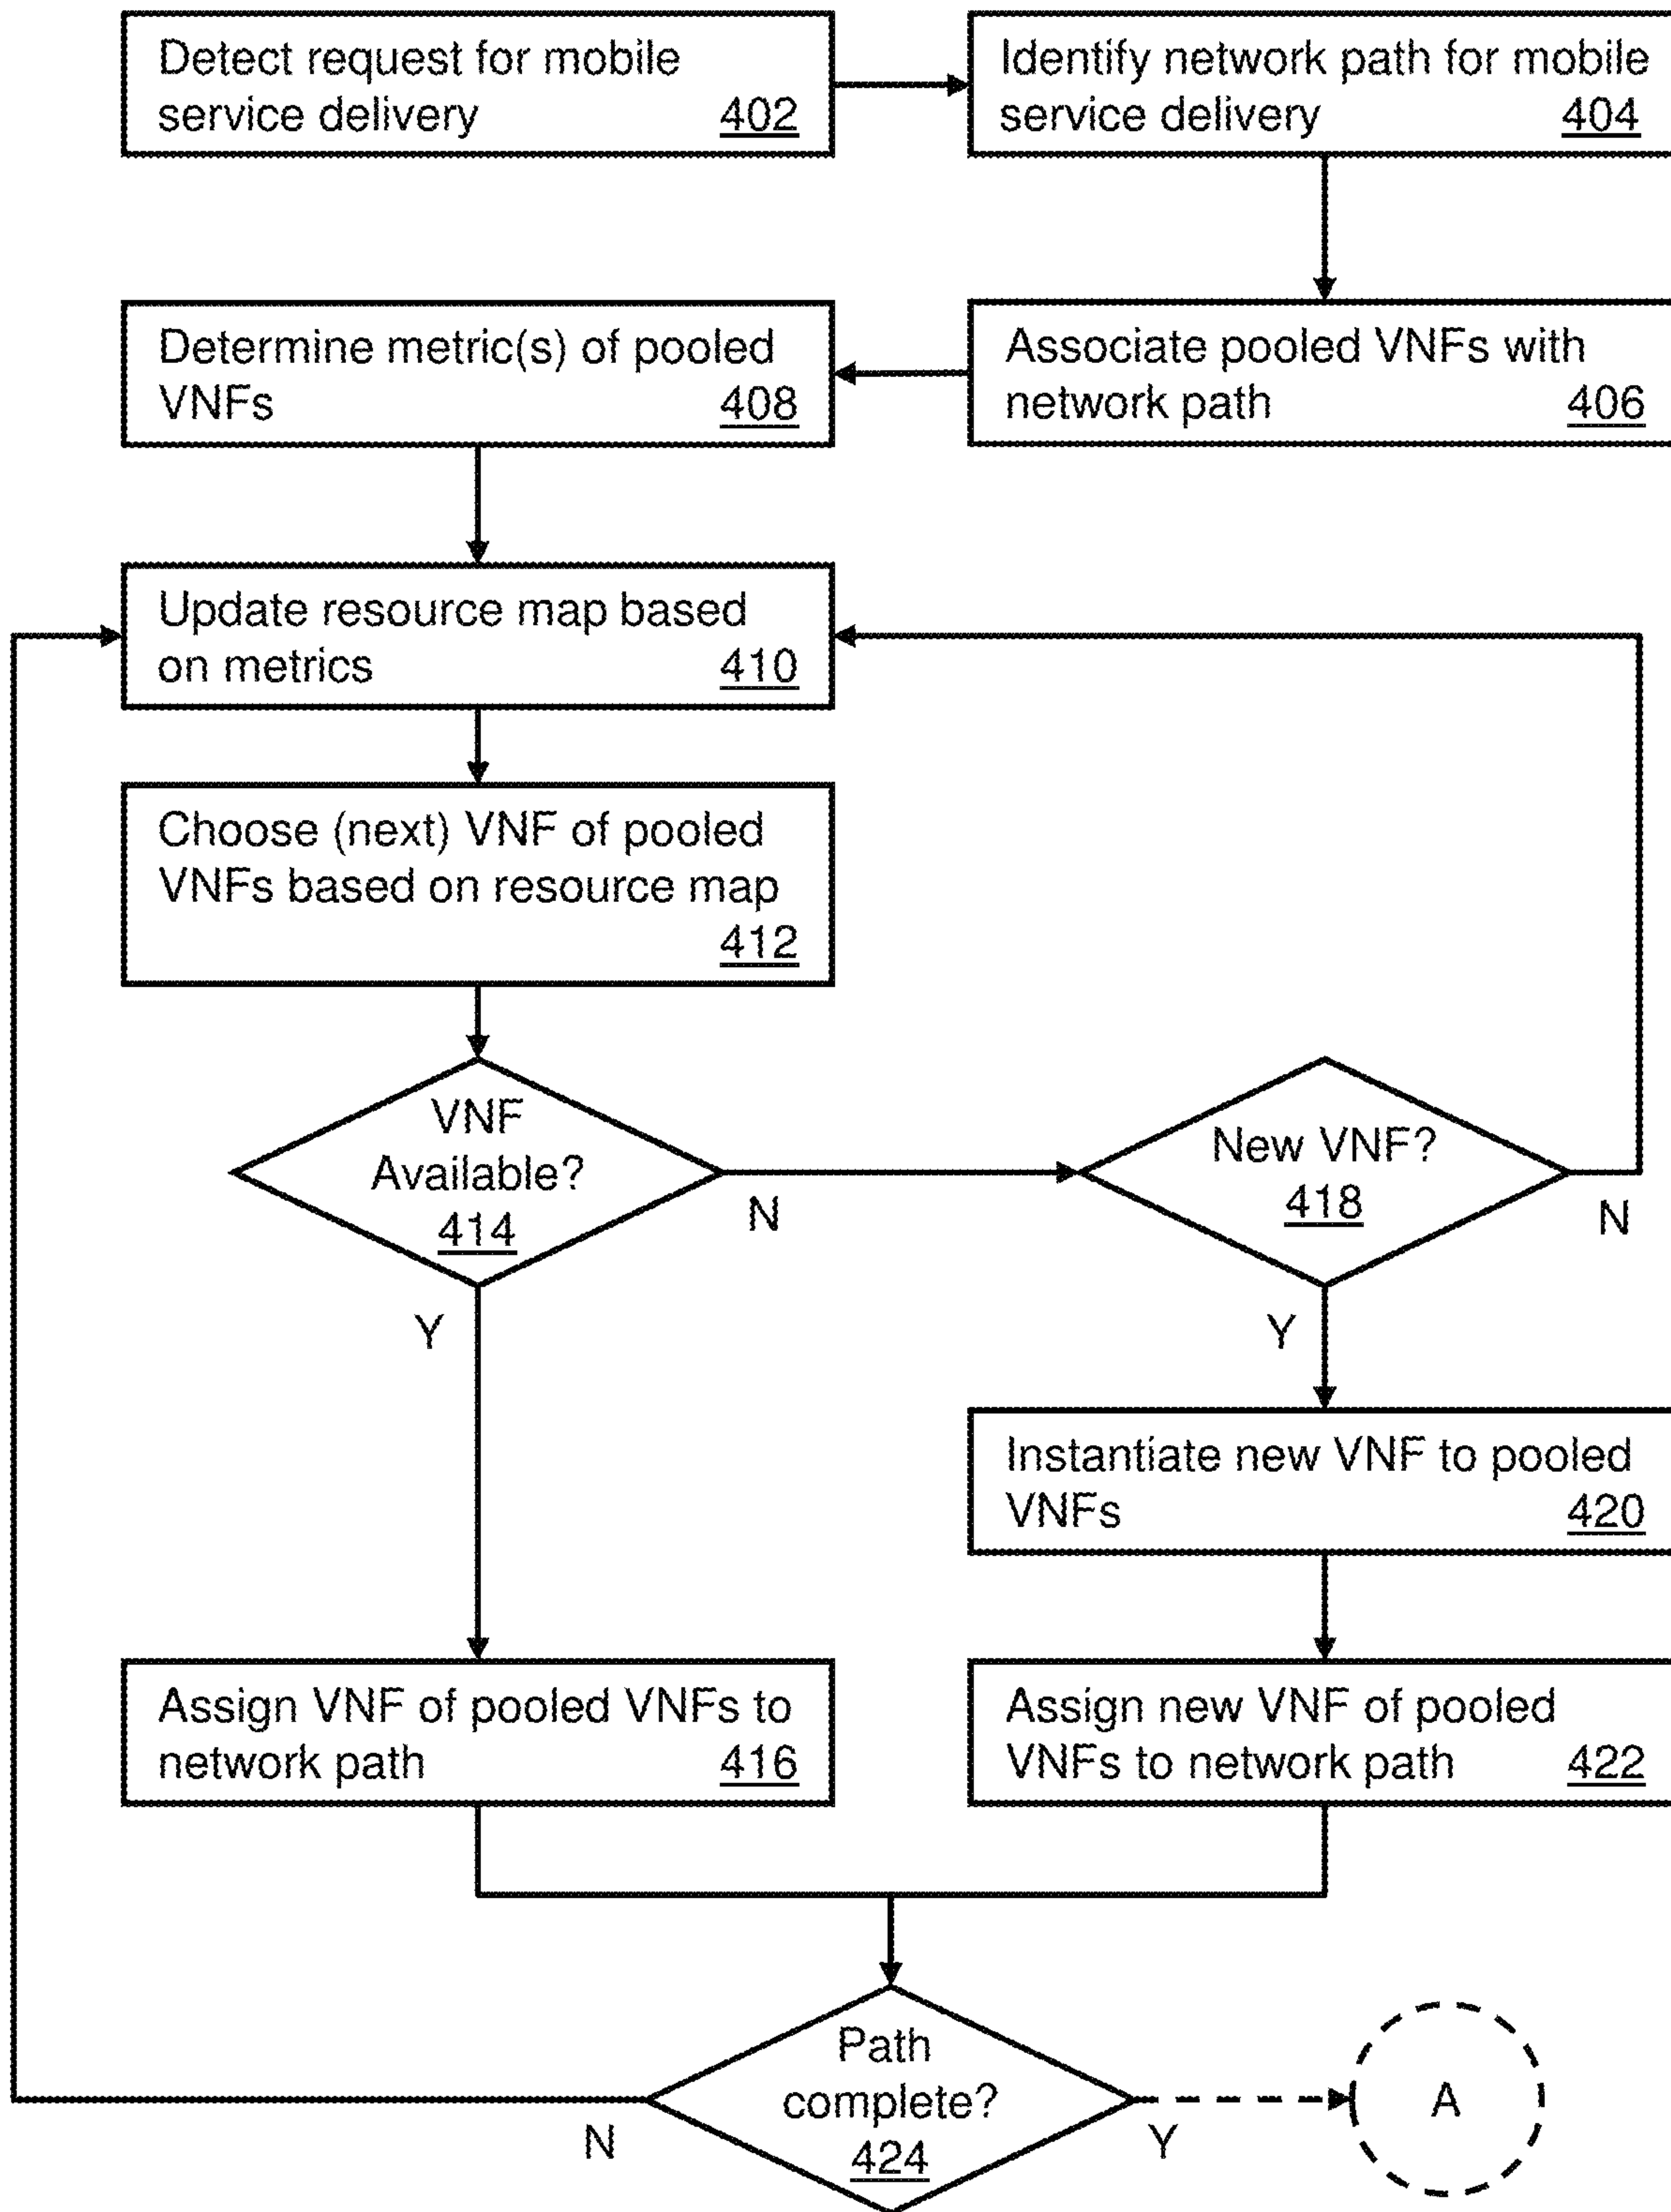 Detect request for mobile
service delivery 402
Identify network path for mobile
service delivery 404
Associate pooled VNFs with
network path 406
Determine metric(s) of pooled
VNFs 408
Update resource map based
on metrics 410
Choose (next) VNF of pooled
VNFs based on resource map
412
VNF
Available?
414
N
Y
New VNF?
418
N
Y
Instantiate new VNF to pooled
VNFs 420
Assign VNF of pooled VNFs to
network path 416
Assign new VNF of pooled
VNFs to network path 422
Path
complete?
424
N
Y
A